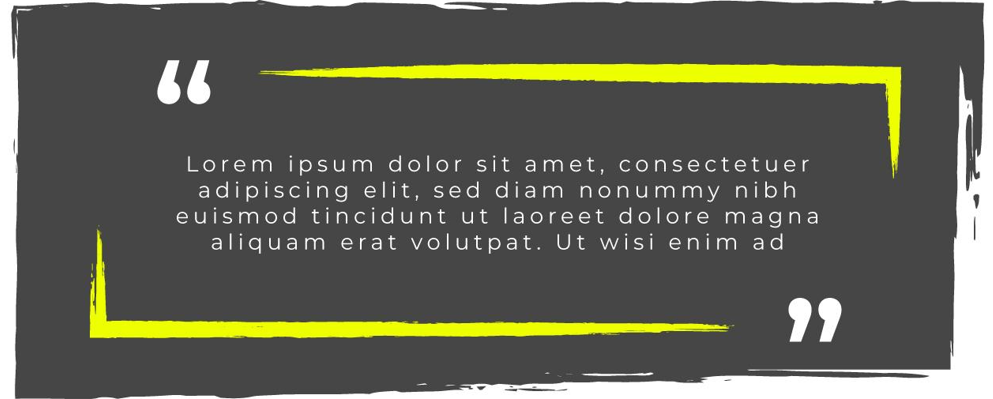 “
Lorem ipsum dolor sit amet, consectetuer
adipiscing elit, sed diam nonummy nibh
euismod tincidunt ut laoreet dolore magna
aliquam erat volutpat. Ut wisi enim ad
”